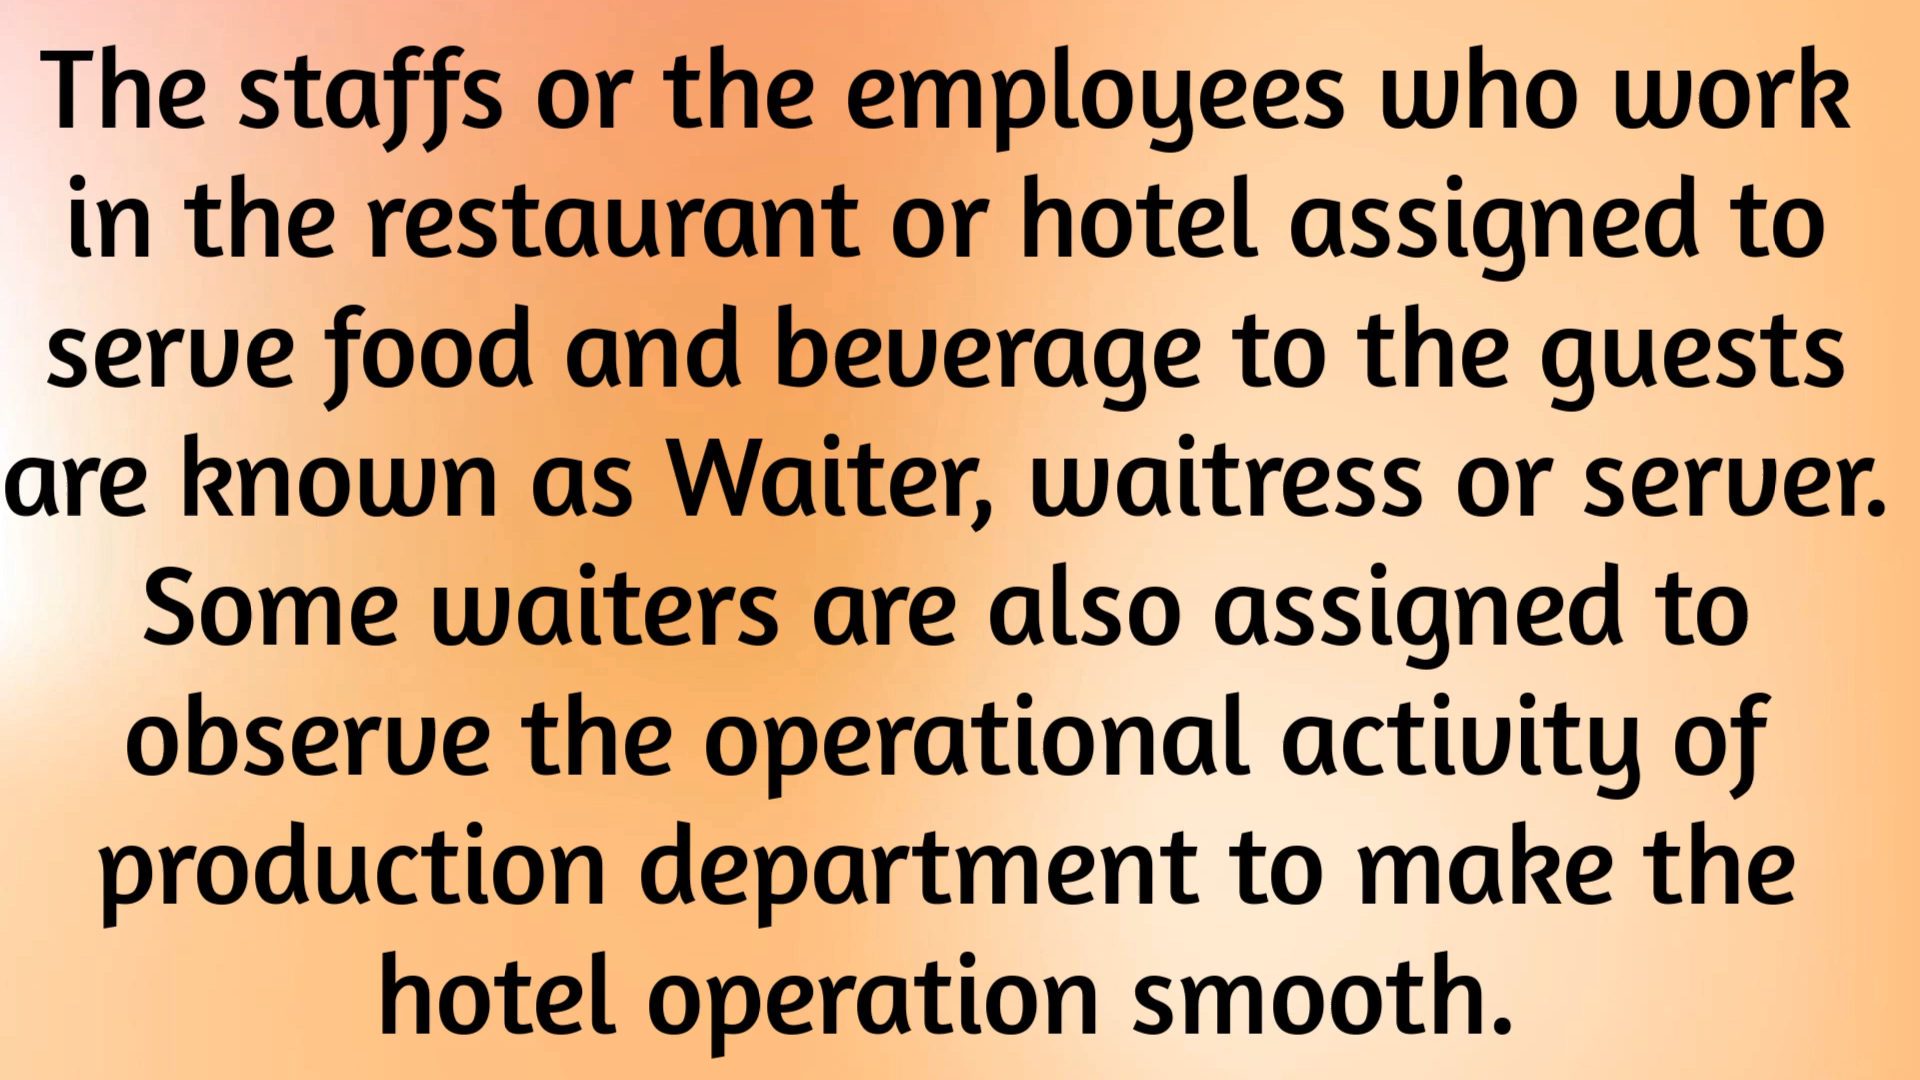 The staffs or the employees who work
in the restaurant or hotel assigned to
serve food and beverage to the guests
are known as Waiter, waitress or server.
Some waiters are also assigned to
observe the operational activity of
production department to make the
hotel operation smooth.